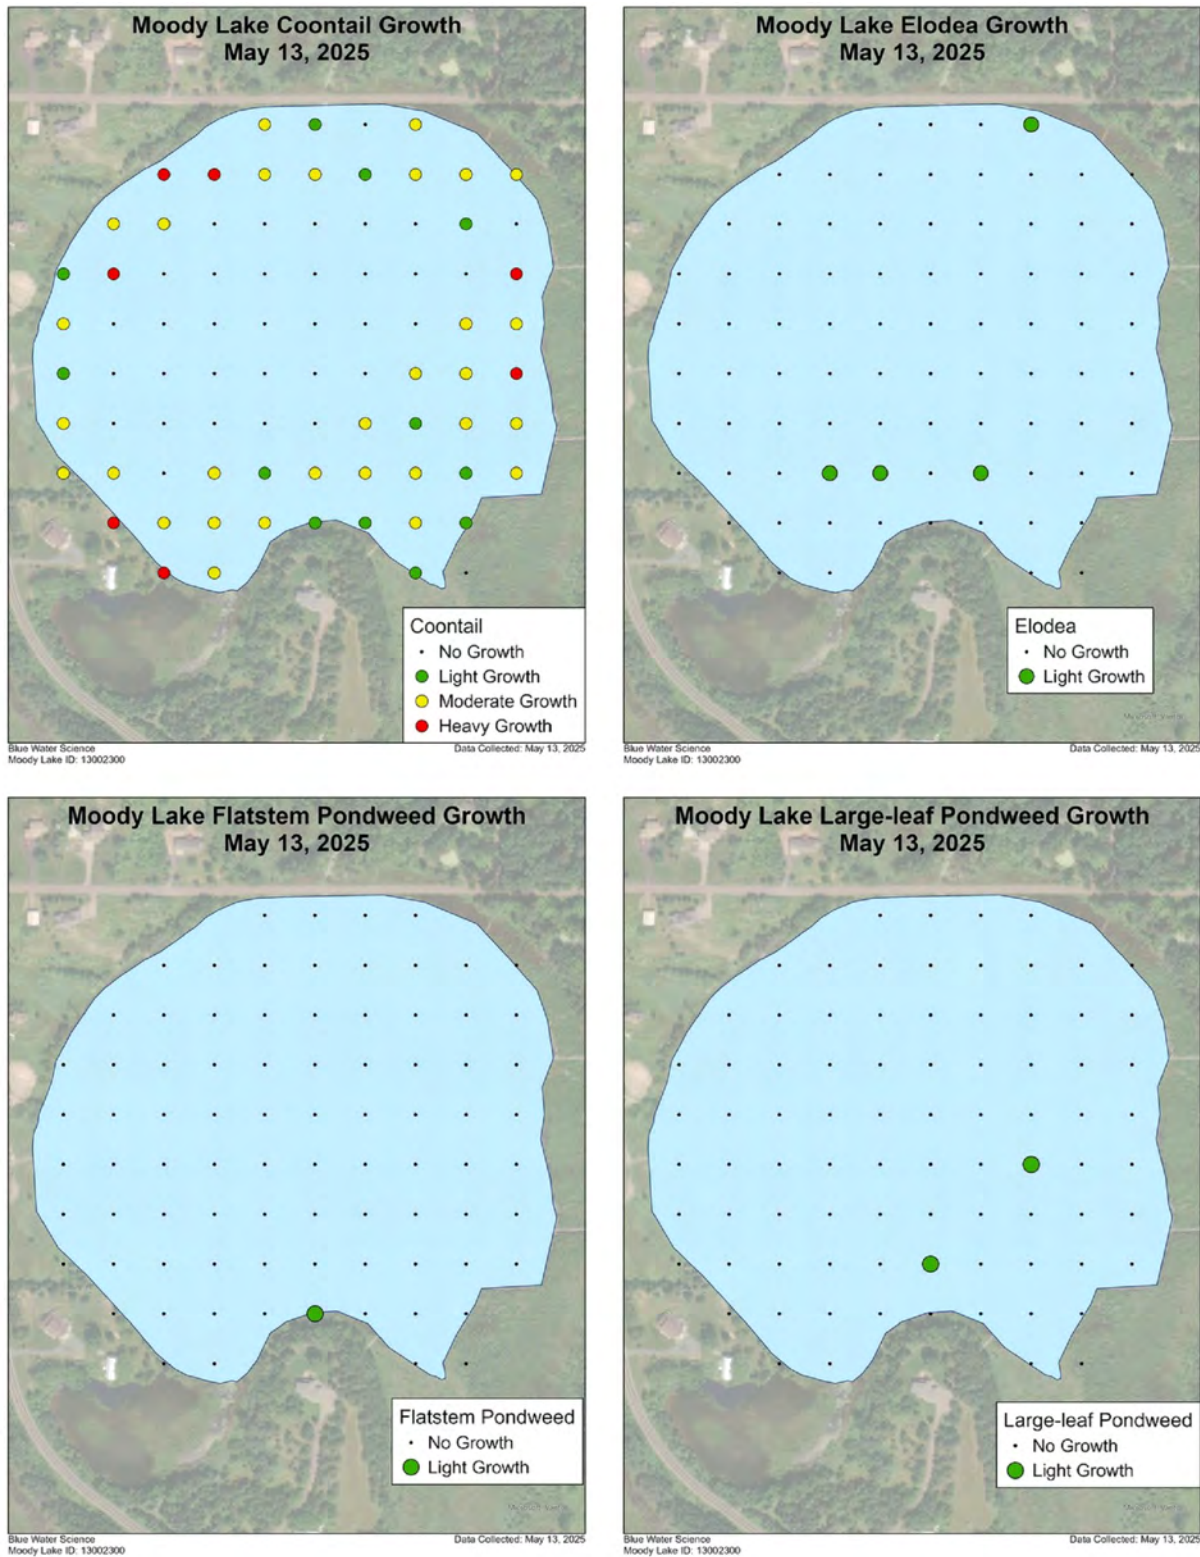 Moody Lake Coontail Growth
May 13, 2025
Coontail
No Growth
Light Growth
Moderate Growth
Heavy Growth
Blue Water Science
Moody Lake ID: 13002300
Data Collected: May 13, 2025
Moody Lake Elodea Growth
May 13, 2025
Elodea
No Growth
Light Growth
Blue Water Science
Moody Lake ID: 13002300
Data Collected: May 13, 2025
Moody Lake Flatstem Pondweed Growth
May 13, 2025
Flatstem Pondweed
No Growth
Light Growth
Blue Water Science
Moody Lake ID: 13002300
Data Collected: May 13, 2025
Moody Lake Large-leaf Pondweed Growth
May 13, 2025
Large-leaf Pondweed
No Growth
Light Growth
Blue Water Science
Moody Lake ID: 13002300
Data Collected: May 13, 2025